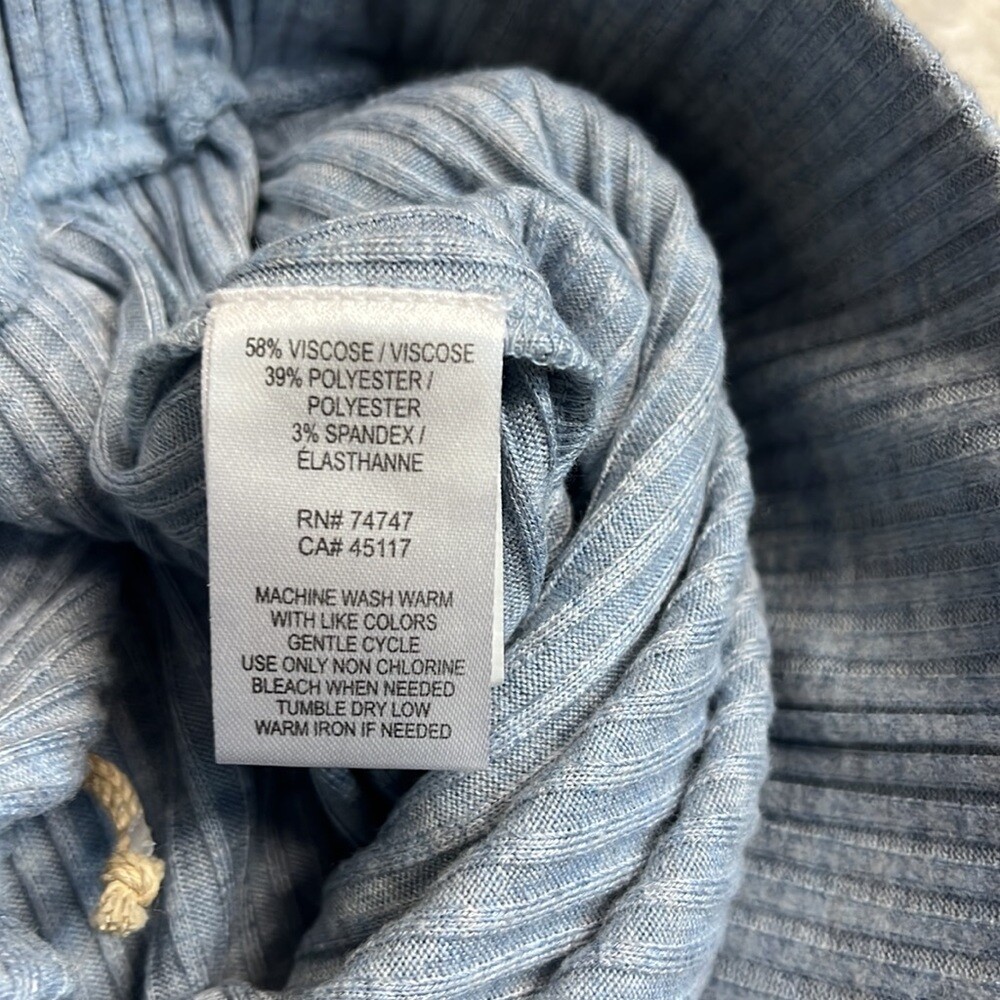 58% VISCOSE / VISCOSE
39% POLYESTER /
POLYESTER
3% SPANDEX /
ÉLASTHANNE
RN# 74747
CA# 45117
MACHINE WASH WARM
WITH LIKE COLORS
GENTLE CYCLE
USE ONLY NON CHLORINE
BLEACH WHEN NEEDED
TUMBLE DRY LOW
WARM IRON IF NEEDED